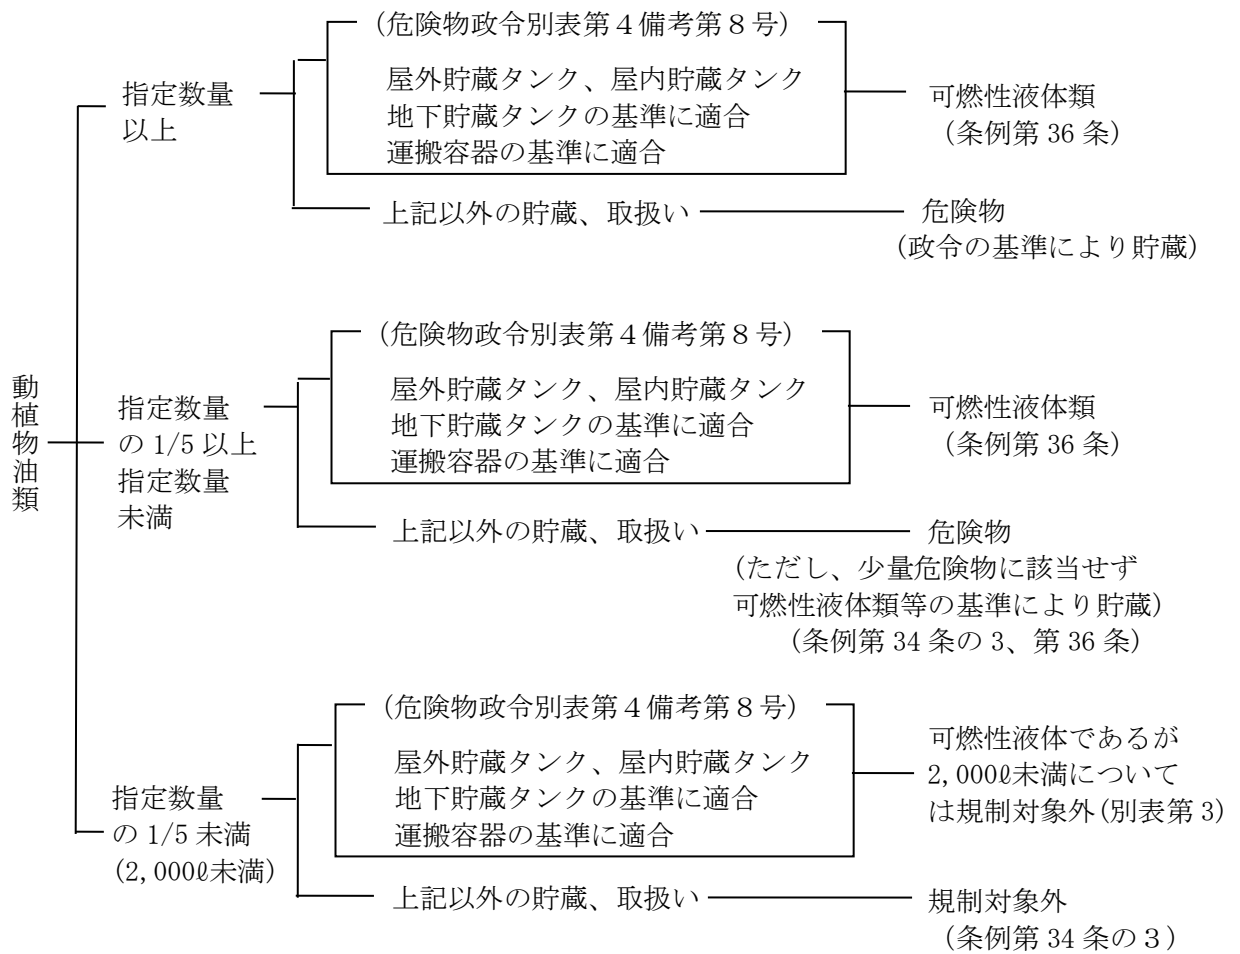 動植物油類
指定数量
以上
(危険物政令別表第４備考第８号)
屋外貯蔵タンク、屋内貯蔵タンク
地下貯蔵タンクの基準に適合
運搬容器の基準に適合
可燃性液体類
(条例第 36 条)
上記以外の貯蔵、取扱い
危険物
(政令の基準により貯蔵)
指定数量
の 1/5 以上
指定数量
未満
(危険物政令別表第４備考第８号)
屋外貯蔵タンク、屋内貯蔵タンク
地下貯蔵タンクの基準に適合
運搬容器の基準に適合
可燃性液体類
(条例第 36 条)
上記以外の貯蔵、取扱い
危険物
(ただし、少量危険物に該当せず
可燃性液体類等の基準により貯蔵)
(条例第 34 条の 3、第 36 条)
指定数量
の 1/5 未満
(2,000ℓ未満)
(危険物政令別表第４備考第８号)
屋外貯蔵タンク、屋内貯蔵タンク
地下貯蔵タンクの基準に適合
運搬容器の基準に適合
可燃性液体であるが
2,000ℓ未満について
は規制対象外(別表第 3)
上記以外の貯蔵、取扱い
規制対象外
(条例第 34 条の３)